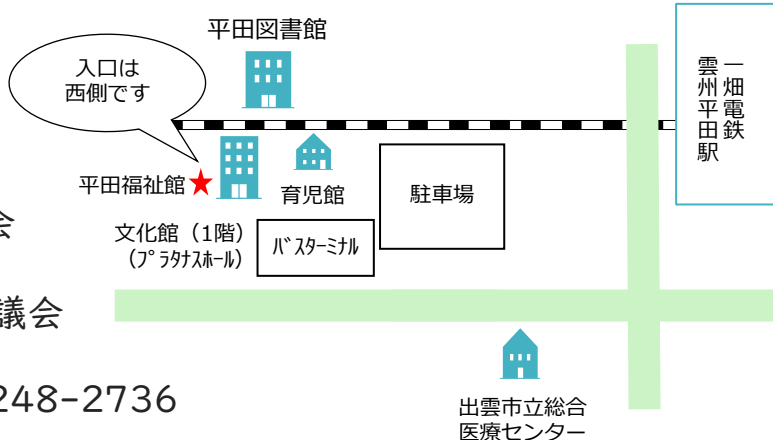 平田図書館
入口は
西側です
一畑電鉄
雲州平田駅
平田福祉館
育児館
駐車場
会
文化館（1階）
（ﾌﾟﾗﾀﾅｽﾎｰﾙ）
ﾊﾞｽﾀｰﾐﾅﾙ
議会
248-2736
出雲市立総合
医療センター